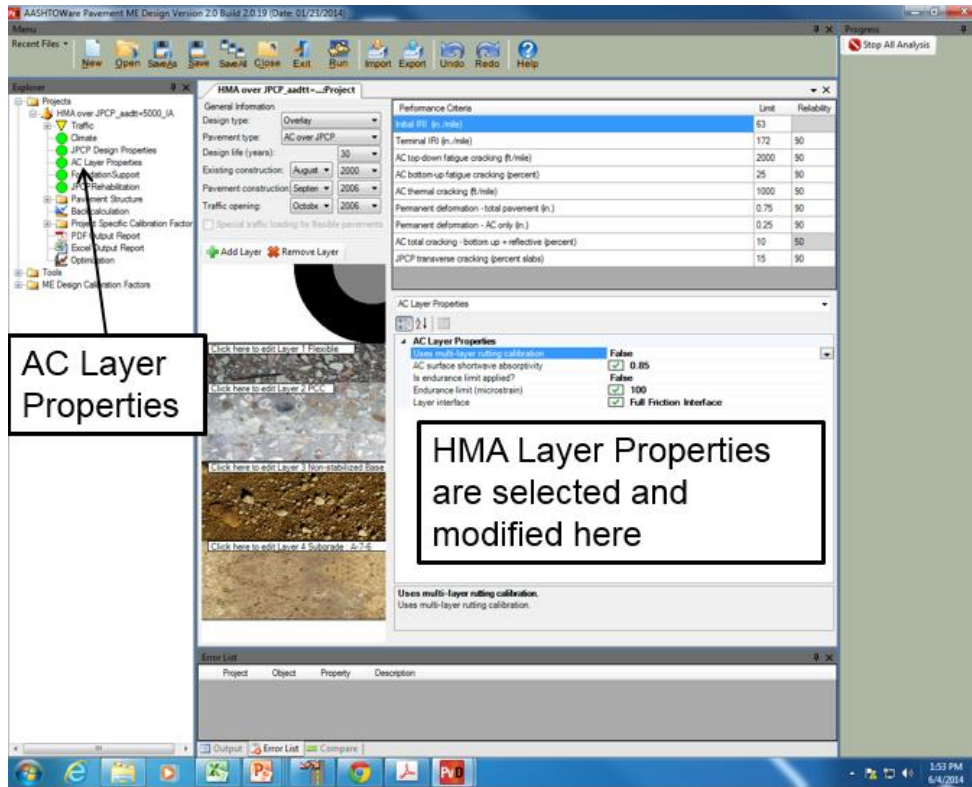 AASHTOWare Pavement ME Design Version 2.0 Build 2.0.19 (Date: 01/23/2014)
Menu
Recent Files
New Open SaveAs Save SaveAll Close Exit Run Import Export Undo Redo Help
Progress
Stop All Analysis
Explorer
Projects
HMA over JPCP_aadtt=5000_IA
Traffic
Climate
JPCP Design Properties
AC Layer Properties
FoundationSupport
JPCP Rehabilitation
Pavement Structure
Backcalculation
Project Specific Calibration Factor
PDF Output Report
Excel Output Report
Optimization
Tools
ME Design Calibration Factors
AC Layer
Properties
HMA over JPCP_aadtt=...:Project
General Information
Design type: Overlay
Pavement type: AC over JPCP
Design life (years): 30
Existing construction: August 2000
Pavement construction: Septem 2006
Traffic opening: Octobe 2006
Special traffic loading for flexible pavements
Add Layer Remove Layer
Click here to edit Layer 1 Flexible
Click here to edit Layer 2 PCC
Click here to edit Layer 3 Non-stabilized Base
Click here to edit Layer 4 Subgrade : A-7-6
Performance Criteria Limit Reliability
Initial IRI (in./mile) 63
Terminal IRI (in./mile) 172 90
AC top-down fatigue cracking (ft/mile) 2000 90
AC bottom-up fatigue cracking (percent) 25 90
AC thermal cracking (ft/mile) 1000 90
Permanent deformation - total pavement (in.) 0.75 90
Permanent deformation - AC only (in.) 0.25 90
AC total cracking - bottom up + reflective (percent) 10 50
JPCP transverse cracking (percent slabs) 15 90
AC Layer Properties
AC Layer Properties
Uses multi-layer rutting calibration False
AC surface shortwave absorptivity 0.85
Is endurance limit applied? False
Endurance limit (microstrain) 100
Layer interface Full Friction Interface
HMA Layer Properties
are selected and
modified here
Uses multi-layer rutting calibration.
Uses multi-layer rutting calibration.
Error List
Project Object Property Description
Output Error List Compare
1:53 PM
6/4/2014